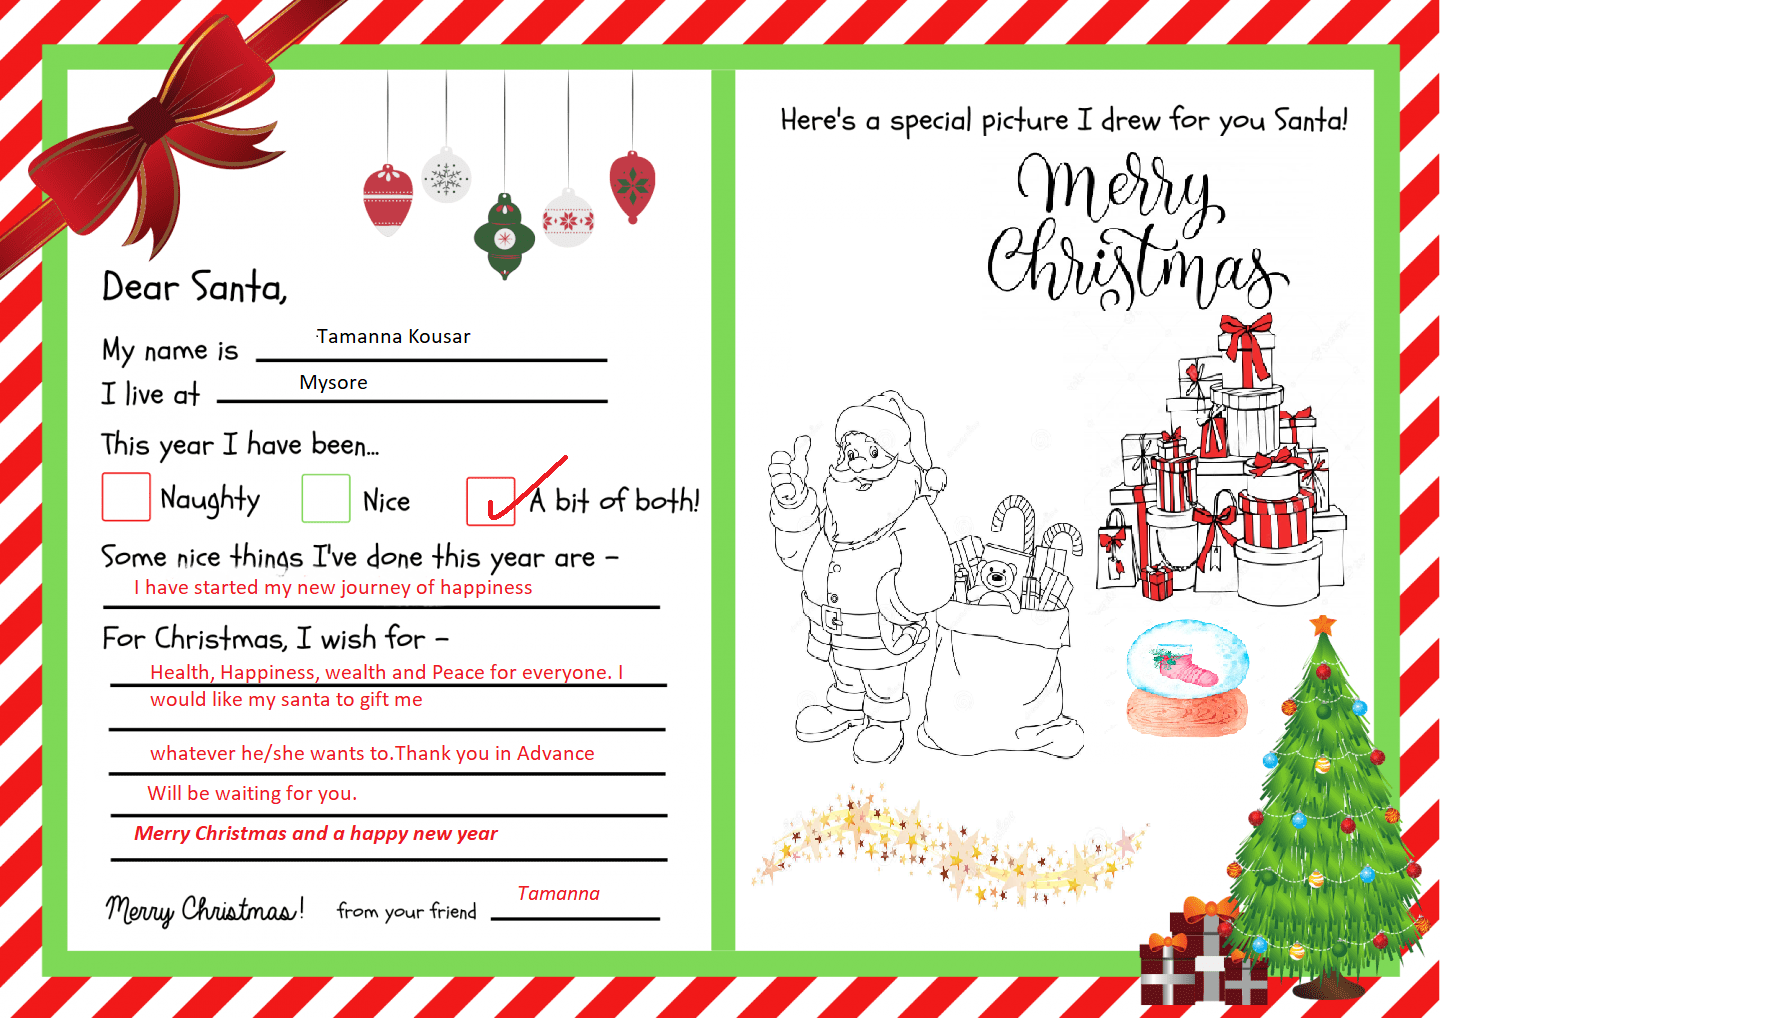 Dear Santa,
My name is Tamanna Kousar
I live at Mysore
This year I have been...
Naughty Nice A bit of both!
Some nice things I've done this year are –
I have started my new journey of happiness
For Christmas, I wish for –
Health, Happiness, wealth and Peace for everyone. I
would like my santa to gift me
whatever he/she wants to.Thank you in Advance
Will be waiting for you.
Merry Christmas and a happy new year
Merry Christmas! from your friend Tamanna
Here's a special picture I drew for you Santa!
Merry
Christmas